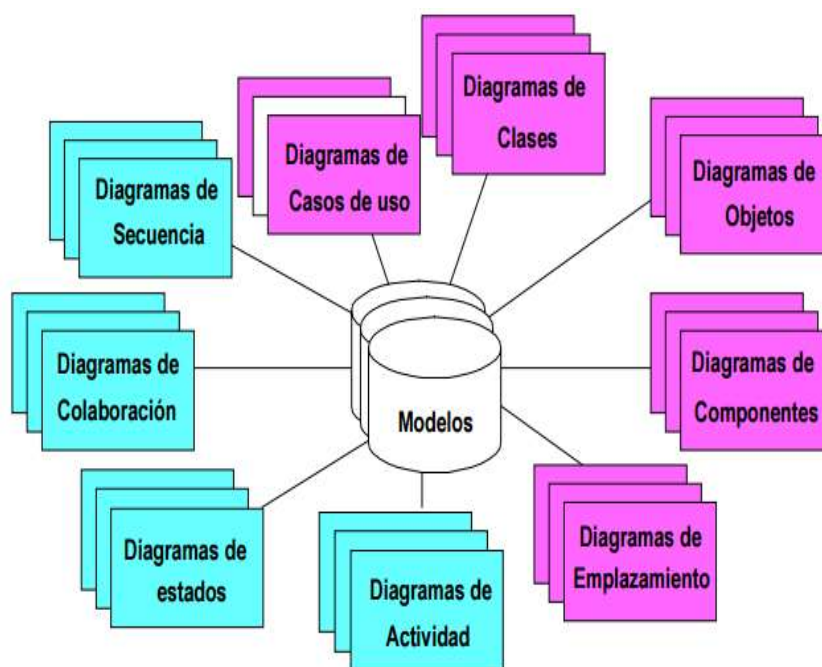 Diagramas de
Clases
Diagramas de
Casos de uso
Diagramas de
Objetos
Diagramas de
Secuencia
Diagramas de
Colaboración
Diagramas de
Componentes
Modelos
Diagramas de
estados
Diagramas de
Actividad
Diagramas de
Emplazamiento